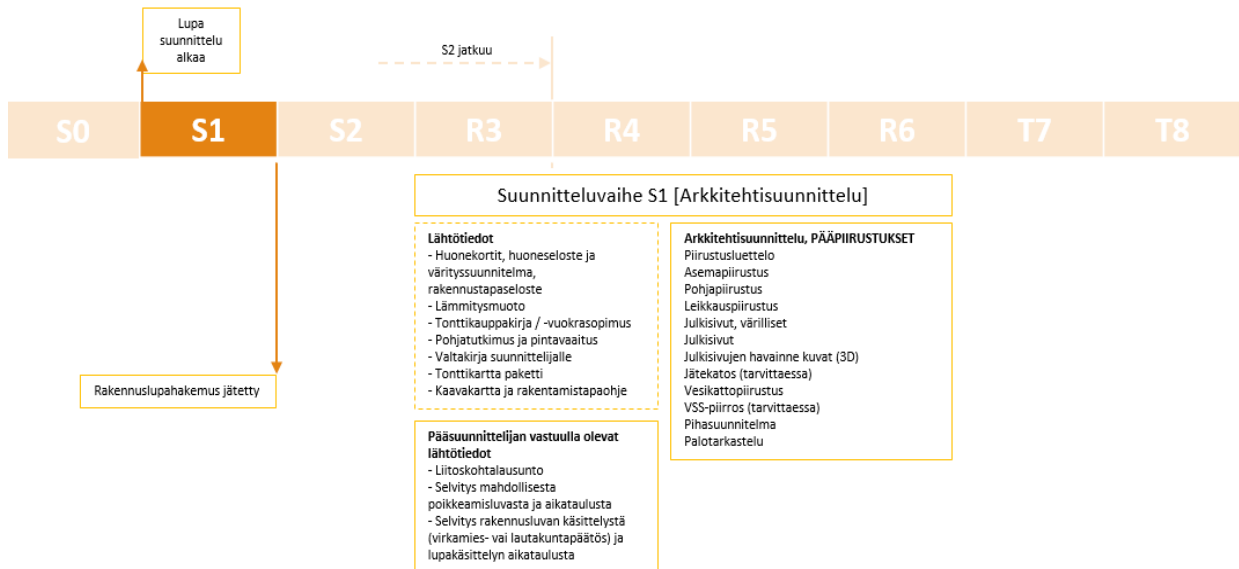 Lupa
suunnittelu
alkaa
S2 jatkuu
S0 S1 S2 R3 R4 R5 R6 T7 T8
Suunnitteluvaihe S1 [Arkkitehtisuunnittelu]
Lähtötiedot
- Huonekortit, huoneseloste ja
värityssuunnitelma,
rakennustapaseloste
- Lämmitysmuoto
- Tonttikauppakirja / -vuokrasopimus
- Pohjatutkimus ja pintavaaitus
- Valtakirja suunnittelijalle
- Tonttikartta paketti
- Kaavakartta ja rakentamistapaohje
Arkkitehtisuunnittelu, PÄÄPIIRUSTUKSET
Piirustusluettelo
Asemapiirustus
Pohjapiirustus
Leikkauspiirustus
Julkisivut, värilliset
Julkisivut
Julkisivujen havainne kuvat (3D)
Jätekatos (tarvittaessa)
Vesikattopiirustus
VSS-piirros (tarvittaessa)
Pihasuunnitelma
Palotarkastelu
Rakennuslupahakemus jätetty
Pääsuunnittelijan vastuulla olevat
lähtötiedot
- Liitoskohtalausunto
- Selvitys mahdollisesta
poikkeamisluvasta ja aikataulusta
- Selvitys rakennusluvan käsittelystä
(virkamies- vai lautakuntapäätös) ja
lupakäsittelyn aikataulusta